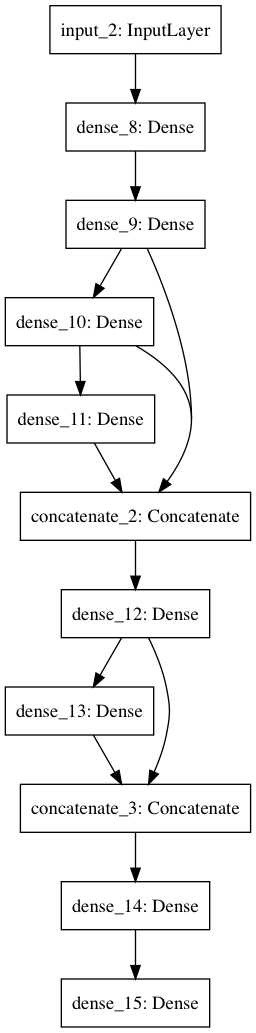 input_2: InputLayer
dense_8: Dense
dense_9: Dense
dense_10: Dense
dense_11: Dense
concatenate_2: Concatenate
dense_12: Dense
dense_13: Dense
concatenate_3: Concatenate
dense_14: Dense
dense_15: Dense